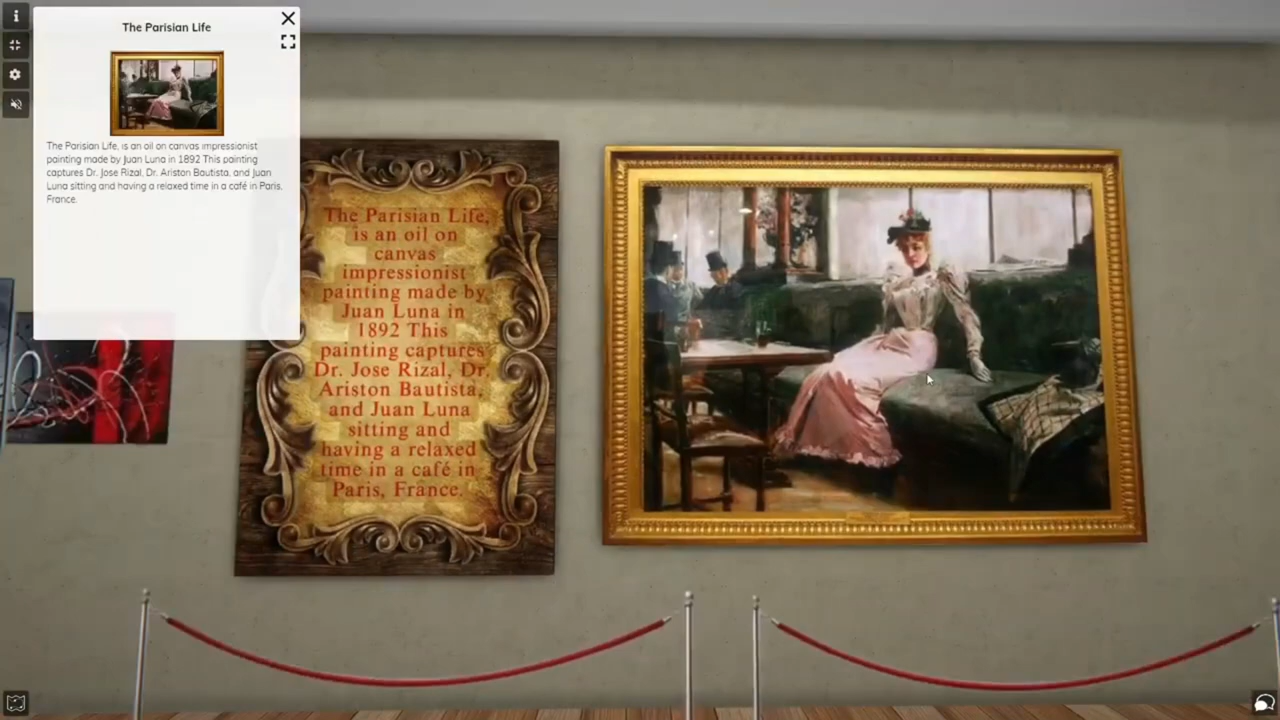 The Parisian Life
The Parisian Life, is an oil on canvas impressionist
painting made by Juan Luna in 1892 This painting
captures Dr. Jose Rizal, Dr. Ariston Bautista, and Juan
Luna sitting and having a relaxed time in a café in Paris,
France.
The Parisian Life,
is an oil on
canvas
impressionist
painting made by
Juan Luna in
1892 This
painting captures
Dr. Jose Rizal, Dr.
Ariston Bautista,
and Juan Luna
sitting and
having a relaxed
time in a café in
Paris, France.